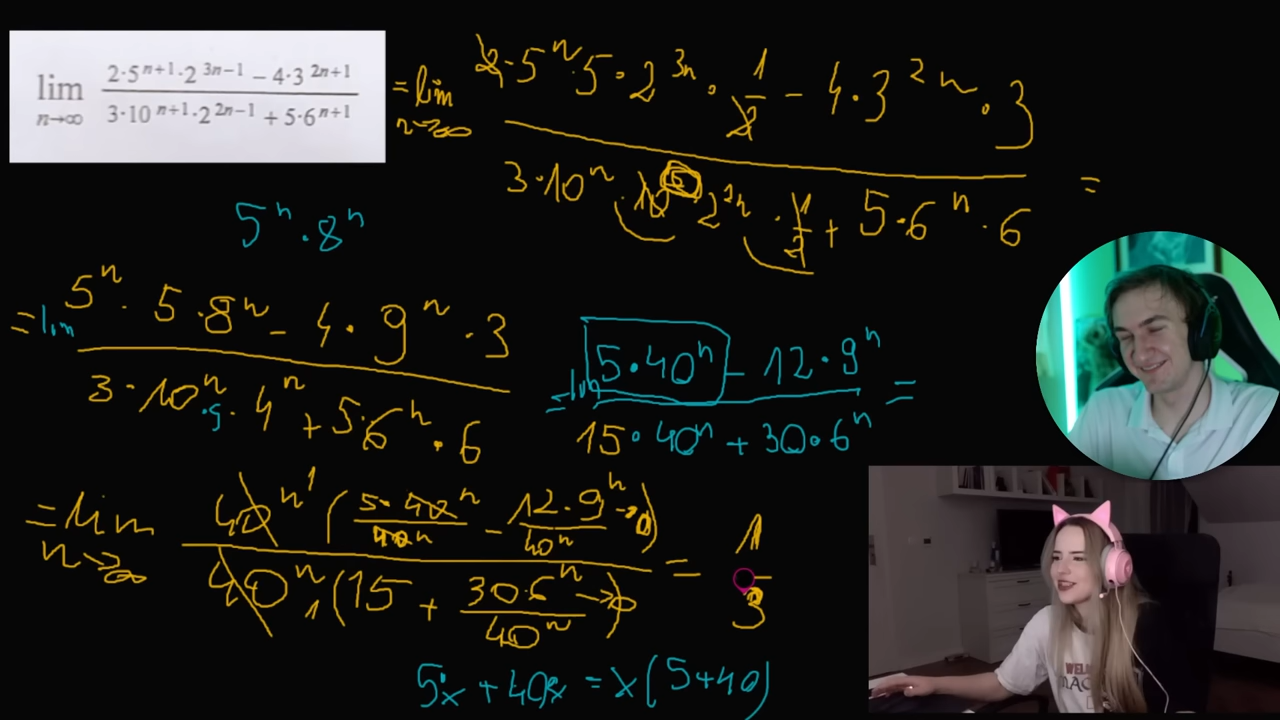 lim n→∞ (2·5^{n+1}·2^{3n-1} - 4·3^{2n+1}) / (3·10^{n+1}·2^{2n-1} + 5·6^{n+1})
= lim n→∞ (2·5^n·5·2^{3n}·1/2 - 4·3^{2n}·3) / (3·10^n·10·2^{2n}·1/2 + 5·6^n·6) =
5^n·8^n
= lim (5^n·5·8^n - 4·9^n·3) / (3·10^n·5·4^n + 5·6^n·6)
= lim (5·40^n - 12·9^n) / (15·40^n + 30·6^n) =
= lim n→∞ 40^n (5·40^n/40^n - 12·9^n/40^n → 0) / 40^n (15 + 30·6^n/40^n → 0) = 1/3
5x + 40x = x(5+40)